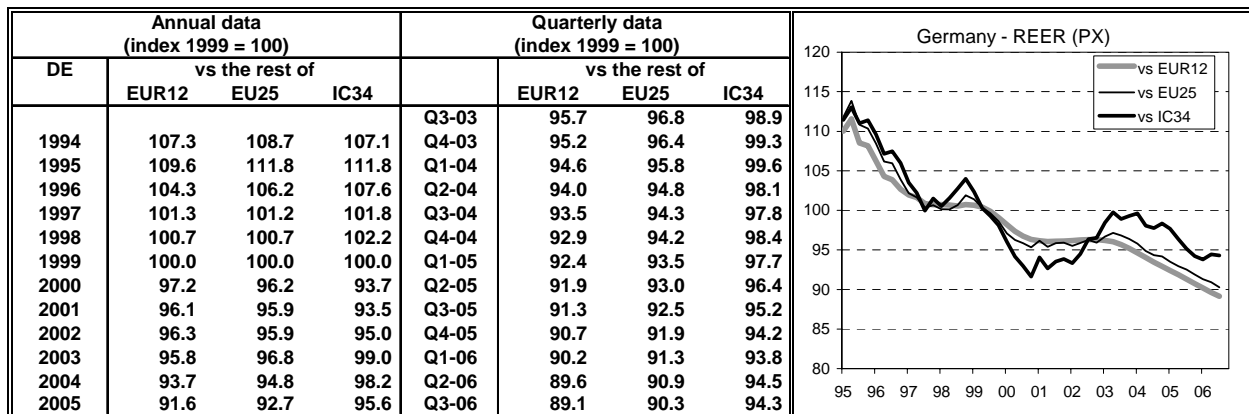 Annual data Quarterly data
(index 1999 = 100) (index 1999 = 100)
DE vs the rest of vs the rest of
EUR12 EU25 IC34 EUR12 EU25 IC34
Q3-03 95.7 96.8 98.9
1994 107.3 108.7 107.1 Q4-03 95.2 96.4 99.3
1995 109.6 111.8 111.8 Q1-04 94.6 95.8 99.6
1996 104.3 106.2 107.6 Q2-04 94.0 94.8 98.1
1997 101.3 101.2 101.8 Q3-04 93.5 94.3 97.8
1998 100.7 100.7 102.2 Q4-04 92.9 94.2 98.4
1999 100.0 100.0 100.0 Q1-05 92.4 93.5 97.7
2000 97.2 96.2 93.7 Q2-05 91.9 93.0 96.4
2001 96.1 95.9 93.5 Q3-05 91.3 92.5 95.2
2002 96.3 95.9 95.0 Q4-05 90.7 91.9 94.2
2003 95.8 96.8 99.0 Q1-06 90.2 91.3 93.8
2004 93.7 94.8 98.2 Q2-06 89.6 90.9 94.5
2005 91.6 92.7 95.6 Q3-06 89.1 90.3 94.3
Germany - REER (PX)
vs EUR12
vs EU25
vs IC34
120
115
110
105
100
95
90
85
80
95 96 97 98 99 00 01 02 03 04 05 06